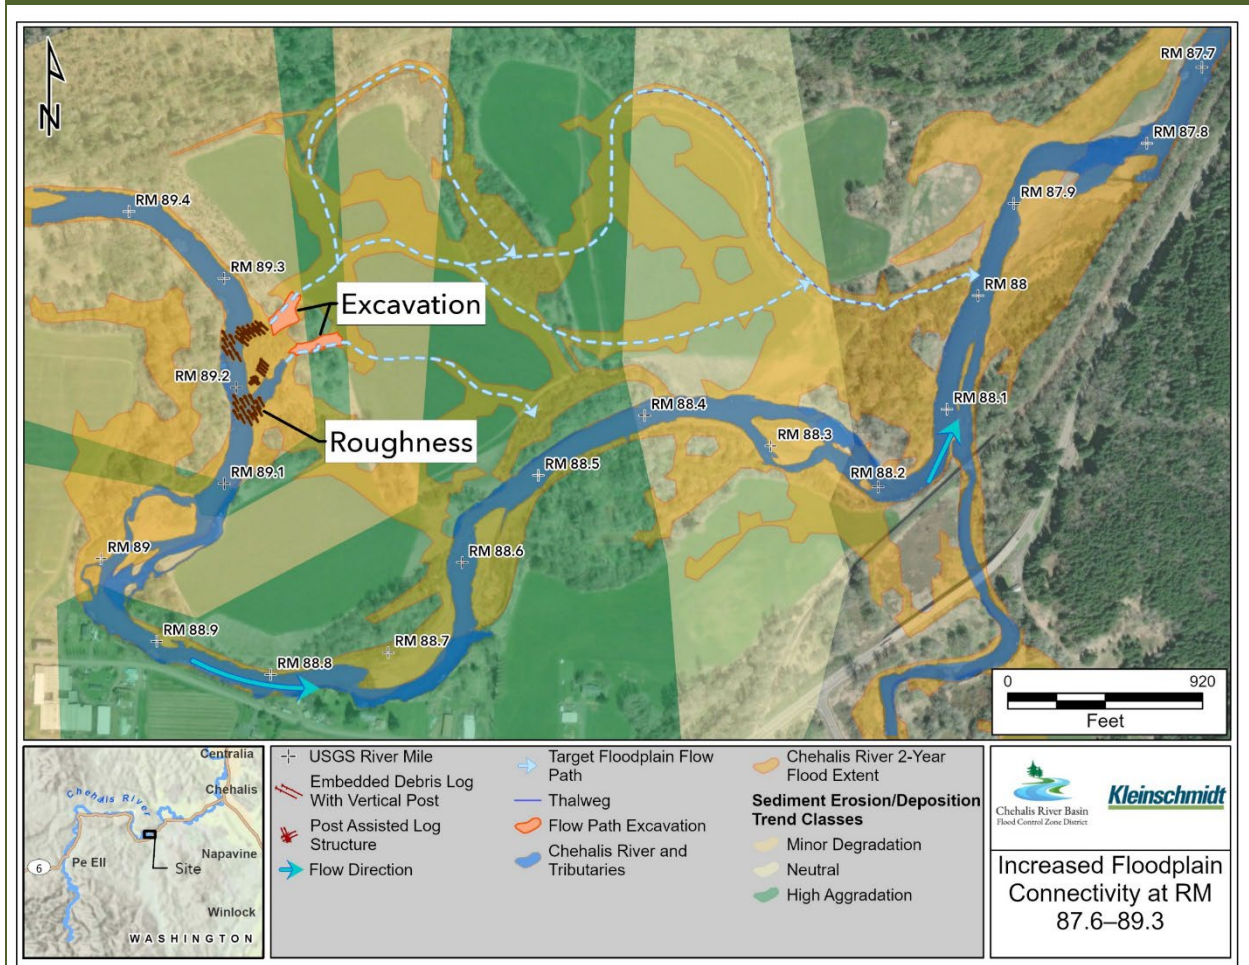 N
RM 87.7
RM 87.8
RM 87.9
RM 89.4
RM 89.3
RM 88
Excavation
RM 89.2
RM 88.4
RM 88.1
Roughness
RM 88.3
RM 89.1
RM 88.5
RM 88.2
RM 89
RM 88.6
RM 88.9
RM 88.7
RM 88.8
0 920
Feet
Centralia
Chehalis
Chehalis River
Napavine
6
Pe Ell
Site
Winlock
WASHINGTON
USGS River Mile
Embedded Debris Log
With Vertical Post
Post Assisted Log
Structure
Flow Direction
Target Floodplain Flow
Path
Thalweg
Flow Path Excavation
Chehalis River and
Tributaries
Chehalis River 2-Year
Flood Extent
Sediment Erosion/Deposition
Trend Classes
Minor Degradation
Neutral
High Aggradation
Chehalis River Basin
Flood Control Zone District
Kleinschmidt
Increased Floodplain
Connectivity at RM
87.6–89.3